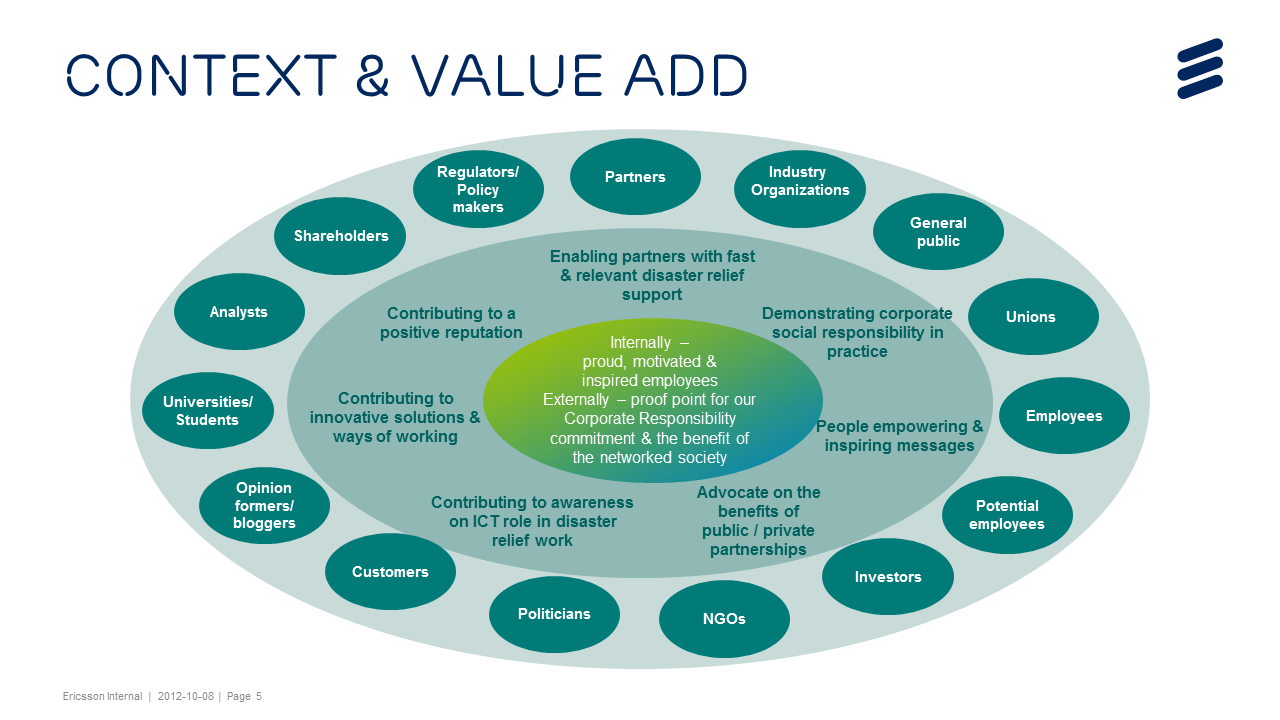 CONTEXT & VALUE ADD
Partners
Regulators/
Policy
makers
Industry
Organizations
Shareholders
General
public
Analysts
Unions
Universities/
Students
Employees
Opinion
formers/
bloggers
Potential
employees
Customers
Investors
Politicians
NGOs
Enabling partners with fast
& relevant disaster relief
support
Contributing to a
positive reputation
Demonstrating corporate
social responsibility in
practice
Contributing to
innovative solutions &
ways of working
People empowering &
inspiring messages
Contributing to awareness
on ICT role in disaster
relief work
Advocate on the
benefits of
public / private
partnerships
Internally –
proud, motivated &
inspired employees
Externally – proof point for our
Corporate Responsibility
commitment & the benefit of
the networked society
Ericsson Internal | 2012-10-08 | Page 5